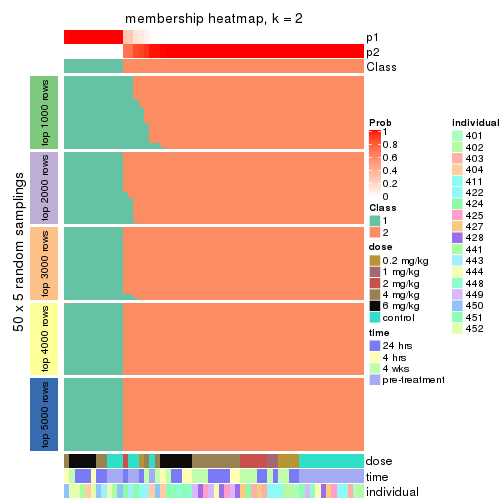 membership heatmap, k = 2
p1
p2
Class
50 x 5 random samplings
top 1000 rows
top 2000 rows
top 3000 rows
top 4000 rows
top 5000 rows
dose
time
individual
Prob
1
0.8
0.6
0.4
0.2
0
Class
1
2
dose
0.2 mg/kg
1 mg/kg
2 mg/kg
4 mg/kg
6 mg/kg
control
time
24 hrs
4 hrs
4 wks
pre-treatment
individual
401
402
403
404
411
422
424
425
427
428
441
443
444
448
449
450
451
452